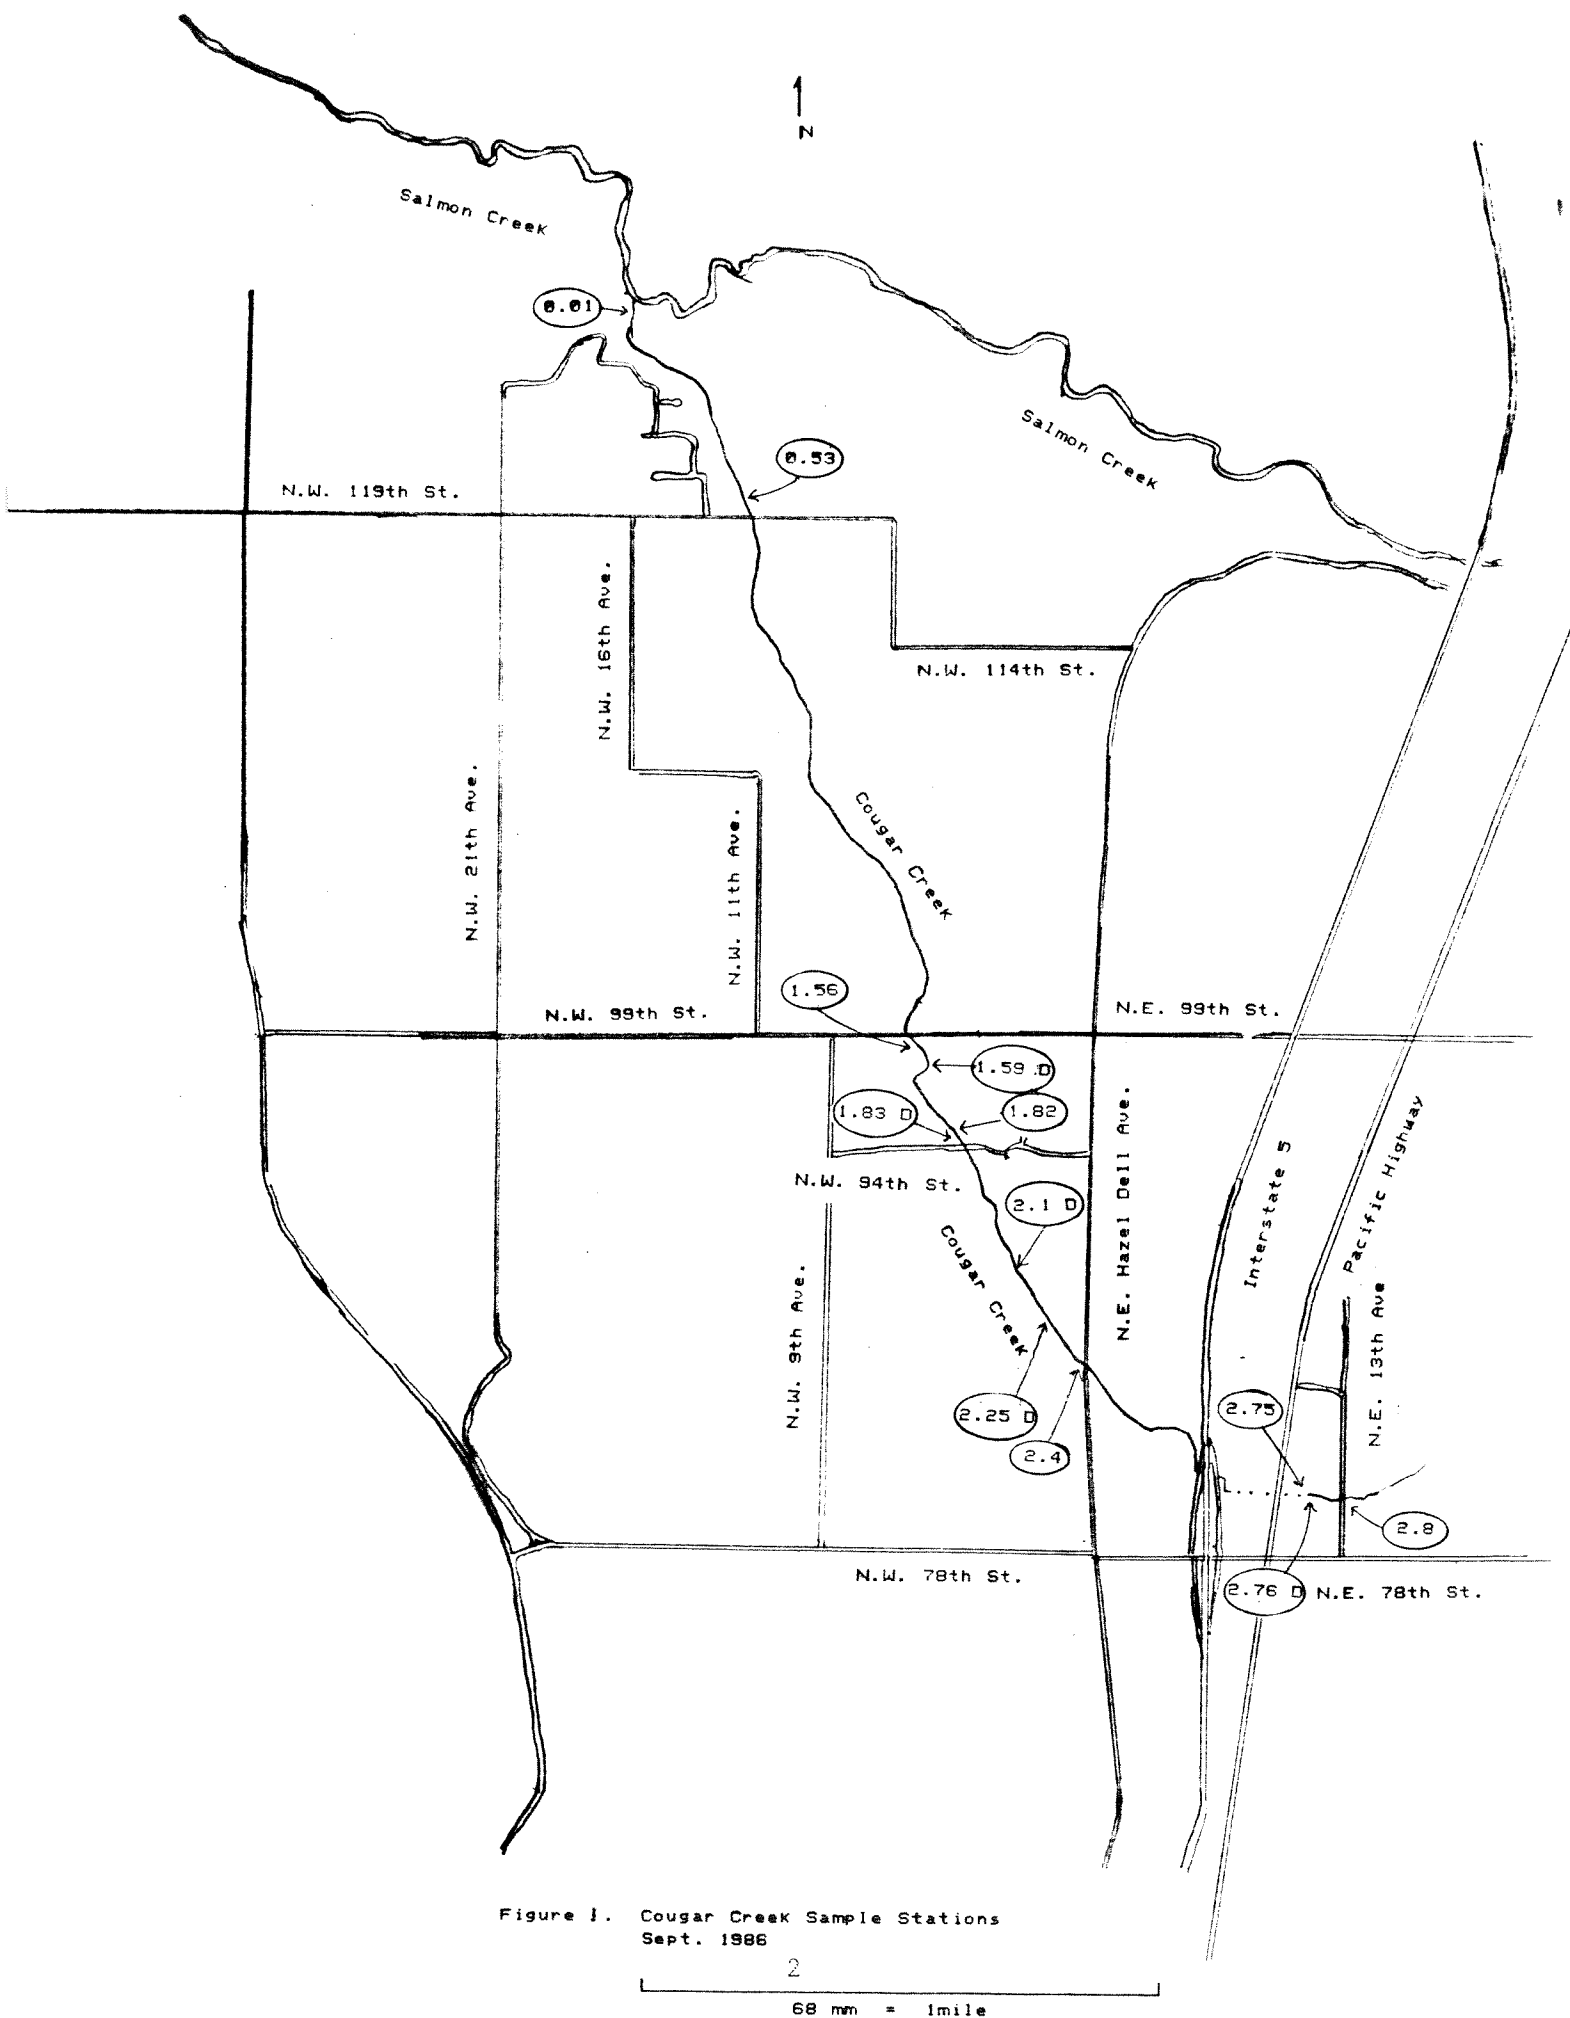 N
Salmon Creek
0.01
Salmon Creek
0.53
N.W. 119th St.
N.W. 16th Ave.
N.W. 114th St.
N.W. 21th Ave.
Cougar Creek
N.W. 11th Ave.
1.56
N.W. 99th St.
N.E. 99th St.
1.59 D
1.83 D
1.82
N.W. 94th St.
2.1 D
N.E. Hazel Dell Ave.
Interstate 5
Pacific Highway
Cougar Creek
N.W. 9th Ave.
N.E. 13th Ave
2.25 D
2.4
2.75
2.8
N.W. 78th St.
2.76 D
N.E. 78th St.
Figure 1. Cougar Creek Sample Stations
Sept. 1986
2
68 mm = 1mile